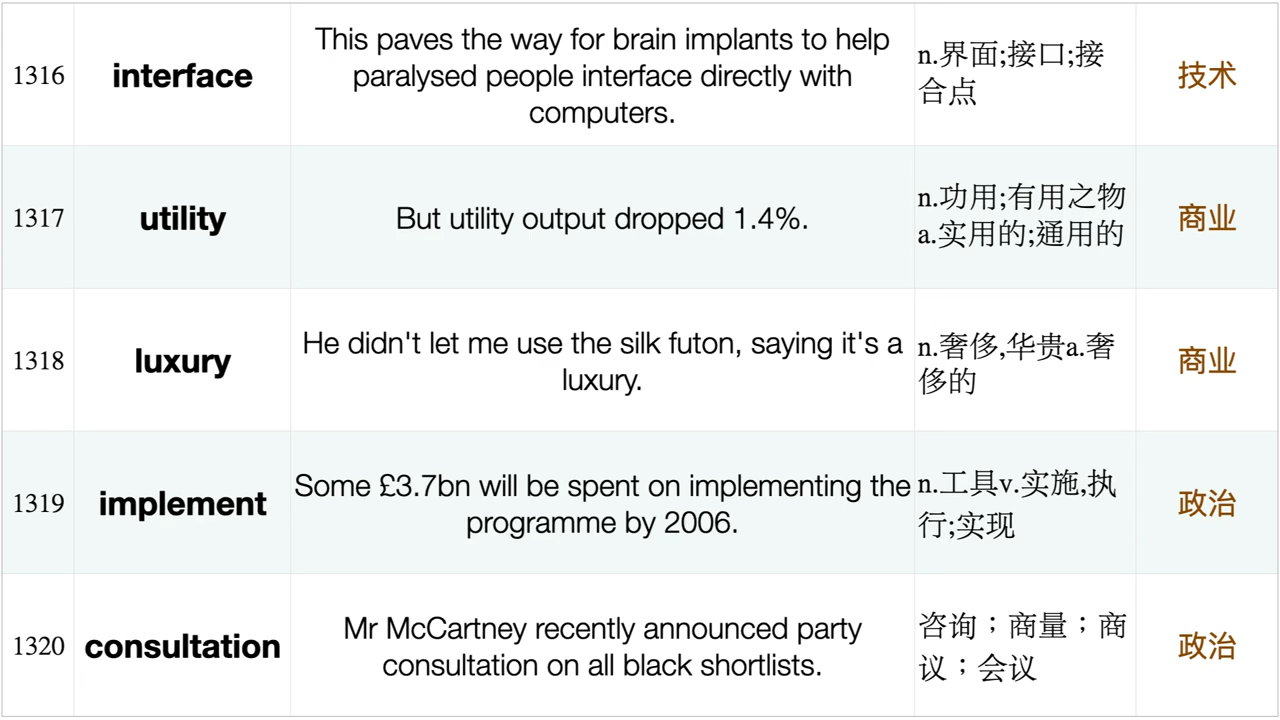 1316
interface
This paves the way for brain implants to help
paralysed people interface directly with
computers.
n.界面;接口;接
合点
技术
1317
utility
But utility output dropped 1.4%.
n.功用;有用之物
a.实用的;通用的
商业
1318
luxury
He didn't let me use the silk futon, saying it's a
luxury.
n.奢侈,华贵a.奢
侈的
商业
1319
implement
Some £3.7bn will be spent on implementing the
programme by 2006.
n.工具v.实施,执
行;实现
政治
1320
consultation
Mr McCartney recently announced party
consultation on all black shortlists.
咨询；商量；商
议；会议
政治